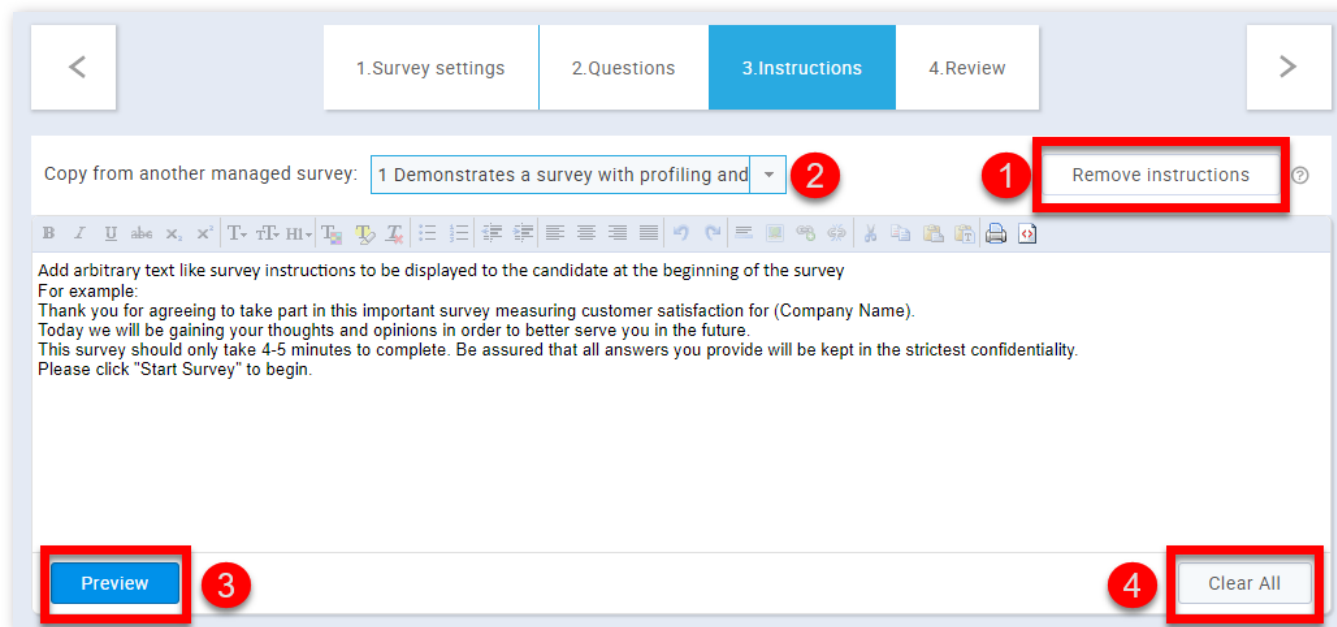 <
1.Survey settings
2.Questions
3.Instructions
4.Review
>
Copy from another managed survey:
1 Demonstrates a survey with profiling and
2
1
Remove instructions
?
B I U abc X₂ X² T TT H1 T
Add arbitrary text like survey instructions to be displayed to the candidate at the beginning of the survey
For example:
Thank you for agreeing to take part in this important survey measuring customer satisfaction for (Company Name).
Today we will be gaining your thoughts and opinions in order to better serve you in the future.
This survey should only take 4-5 minutes to complete. Be assured that all answers you provide will be kept in the strictest confidentiality.
Please click "Start Survey" to begin.
Preview
3
4
Clear All